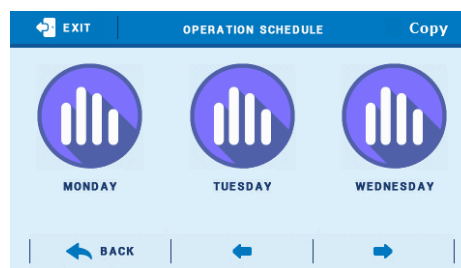 EXIT OPERATION SCHEDULE Copy
MONDAY TUESDAY WEDNESDAY
BACK